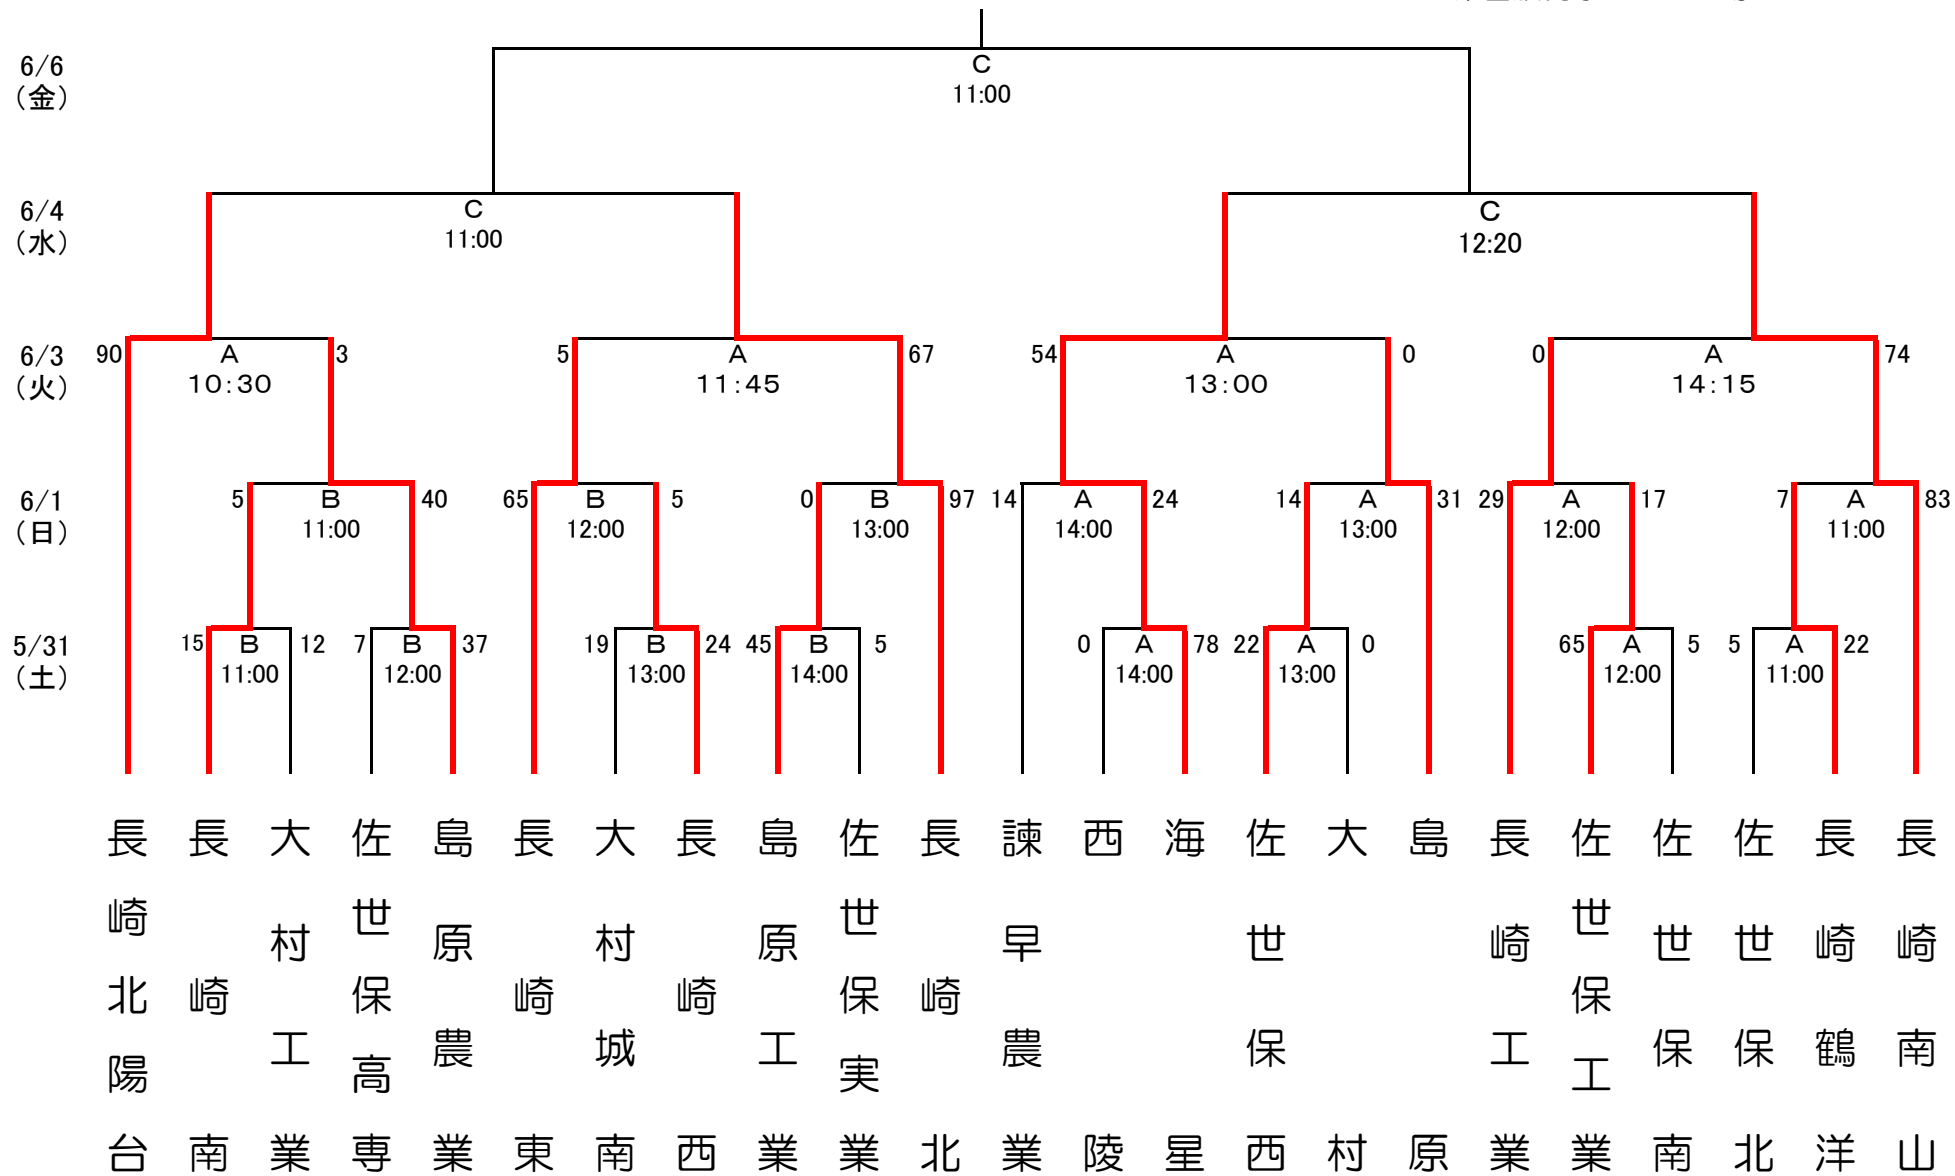 6/6
（金）
C
11:00
6/4
（水）
C
11:00
C
12:20
6/3
（火）
90 A 3
10:30
5 A 67
11:45
54 A 0
13:00
0 A 74
14:15
6/1
（日）
5 B 40
11:00
65 B 5
12:00
0 B 97
13:00
14 A 24
14:00
14 A 31
13:00
29 A 17
12:00
7 A 83
11:00
5/31
（土）
15 B 12
11:00
7 B 37
12:00
19 B 24
13:00
45 B 5
14:00
0 A 78
14:00
22 A 0
13:00
65 A 5
12:00
5 A 22
11:00
長崎北陽台
長崎南
大村工業
佐世保高専
島原農業
長崎東
大村城南
長崎西
島原工業
佐世保実業
長崎北
諫早農業
西陵
海星
佐世保西
大村
島原
長崎工業
佐世保工業
佐世保南
佐世保北
長崎鶴洋
長崎南山